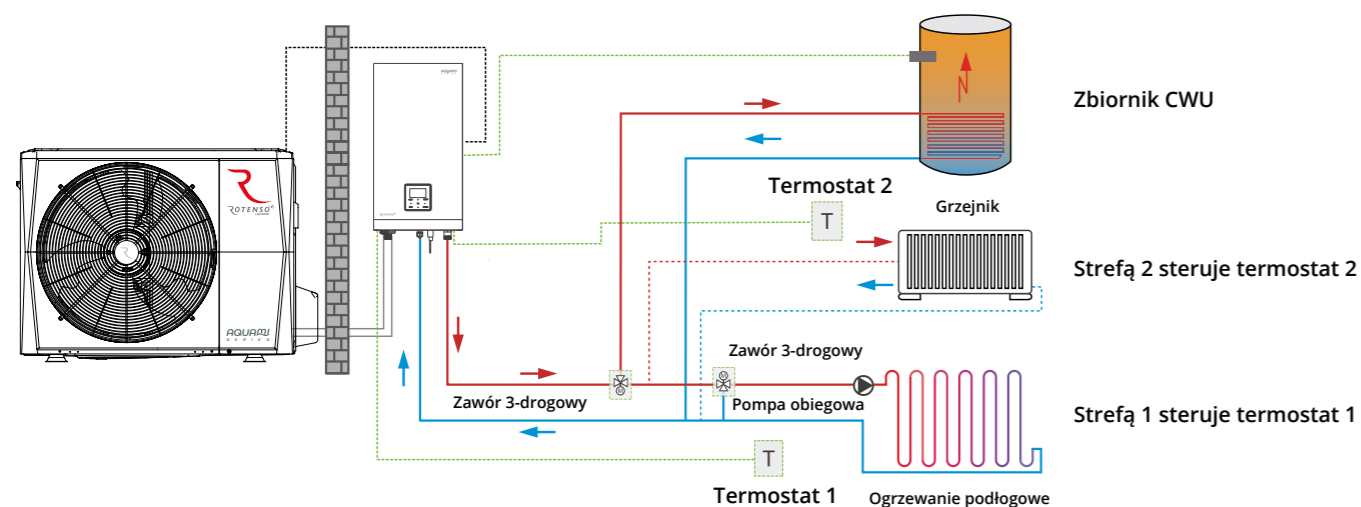 Zbiornik CWU
Termostat 2
Grzejnik
T
ROTENSO
Strefą 2 steruje termostat 2
AQUAMI
SERIES
Zawór 3-drogowy
M
M
Zawór 3-drogowy
Pompa obiegowa
Strefą 1 steruje termostat 1
T
Termostat 1
Ogrzewanie podłogowe